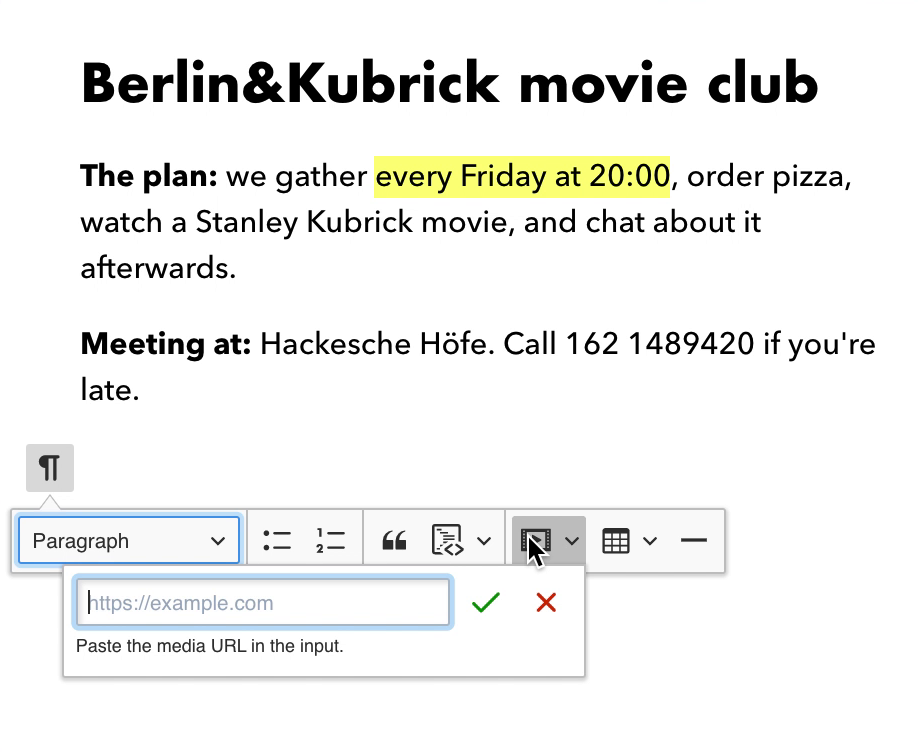 Berlin&Kubrick movie club
The plan: we gather every Friday at 20:00, order pizza,
watch a Stanley Kubrick movie, and chat about it
afterwards.
Meeting at: Hackesche Höfe. Call 162 1489420 if you're
late.
¶
Paragraph
https://example.com
Paste the media URL in the input.